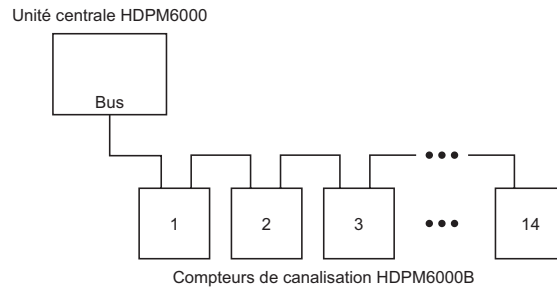 Unité centrale HDPM6000
Bus
1 2 3 ••• 14
Compteurs de canalisation HDPM6000B